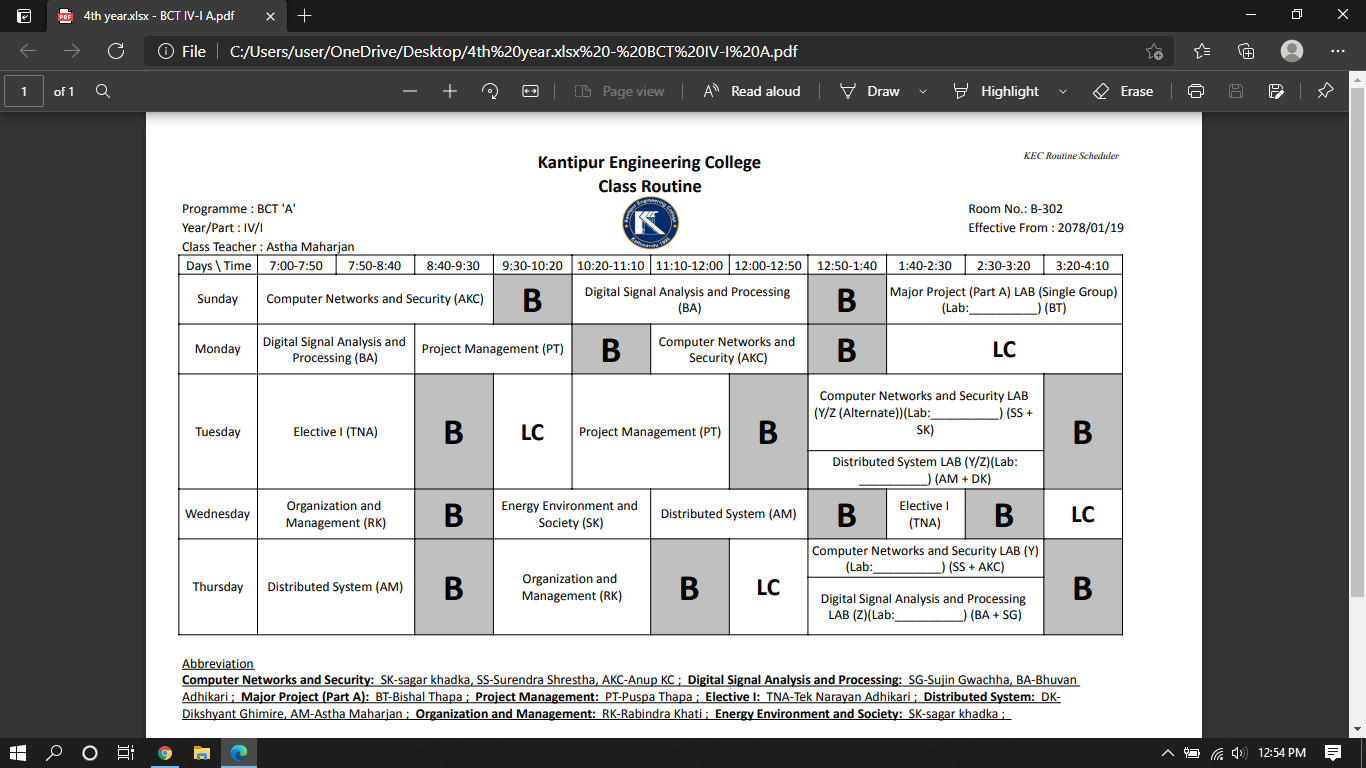 4th year.xlsx - BCT IV-I A.pdf
File
C:/Users/user/OneDrive/Desktop/4th%20year.xlsx%20-%20BCT%20IV-I%20A.pdf
1 of 1
Page view
Read aloud
Draw
Highlight
Erase
KEC Routine Scheduler
Kantipur Engineering College
Class Routine
Programme : BCT 'A'
Room No.: B-302
Year/Part : IV/I
Effective From : 2078/01/19
Class Teacher : Astha Maharjan
Days \ Time 7:00-7:50 7:50-8:40 8:40-9:30 9:30-10:20 10:20-11:10 11:10-12:00 12:00-12:50 12:50-1:40 1:40-2:30 2:30-3:20 3:20-4:10
Sunday
Computer Networks and Security (AKC)
B
Digital Signal Analysis and Processing
(BA)
B
Major Project (Part A) LAB (Single Group)
(Lab:__________) (BT)
Monday
Digital Signal Analysis and
Processing (BA)
Project Management (PT)
B
Computer Networks and
Security (AKC)
B
LC
Tuesday
Elective I (TNA)
B
LC
Project Management (PT)
B
Computer Networks and Security LAB
(Y/Z (Alternate))(Lab:__________) (SS +
SK)
Distributed System LAB (Y/Z)(Lab:
__________) (AM + DK)
B
Wednesday
Organization and
Management (RK)
B
Energy Environment and
Society (SK)
Distributed System (AM)
B
Elective I
(TNA)
B
LC
Thursday
Distributed System (AM)
B
Organization and
Management (RK)
B
LC
Computer Networks and Security LAB (Y)
(Lab:__________) (SS + AKC)
Digital Signal Analysis and Processing
LAB (Z)(Lab:__________) (BA + SG)
B
Abbreviation
Computer Networks and Security: SK-sagar khadka, SS-Surendra Shrestha, AKC-Anup KC ; Digital Signal Analysis and Processing: SG-Sujin Gwachha, BA-Bhuvan
Adhikari ; Major Project (Part A): BT-Bishal Thapa ; Project Management: PT-Puspa Thapa ; Elective I: TNA-Tek Narayan Adhikari ; Distributed System: DK-
Dikshyant Ghimire, AM-Astha Maharjan ; Organization and Management: RK-Rabindra Khati ; Energy Environment and Society: SK-sagar khadka ;
12:54 PM